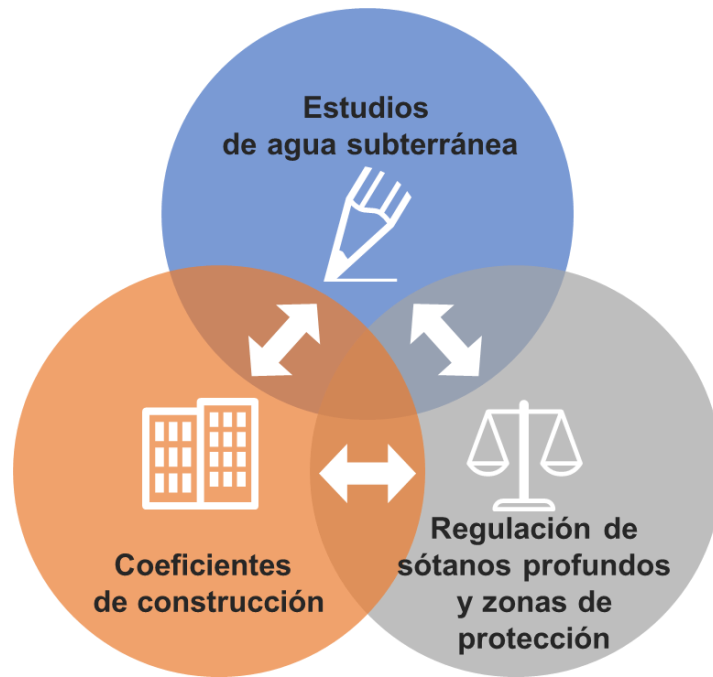 Estudios
de agua subterránea
Coeficientes
de construcción
Regulación de
sótanos profundos
y zonas de
protección